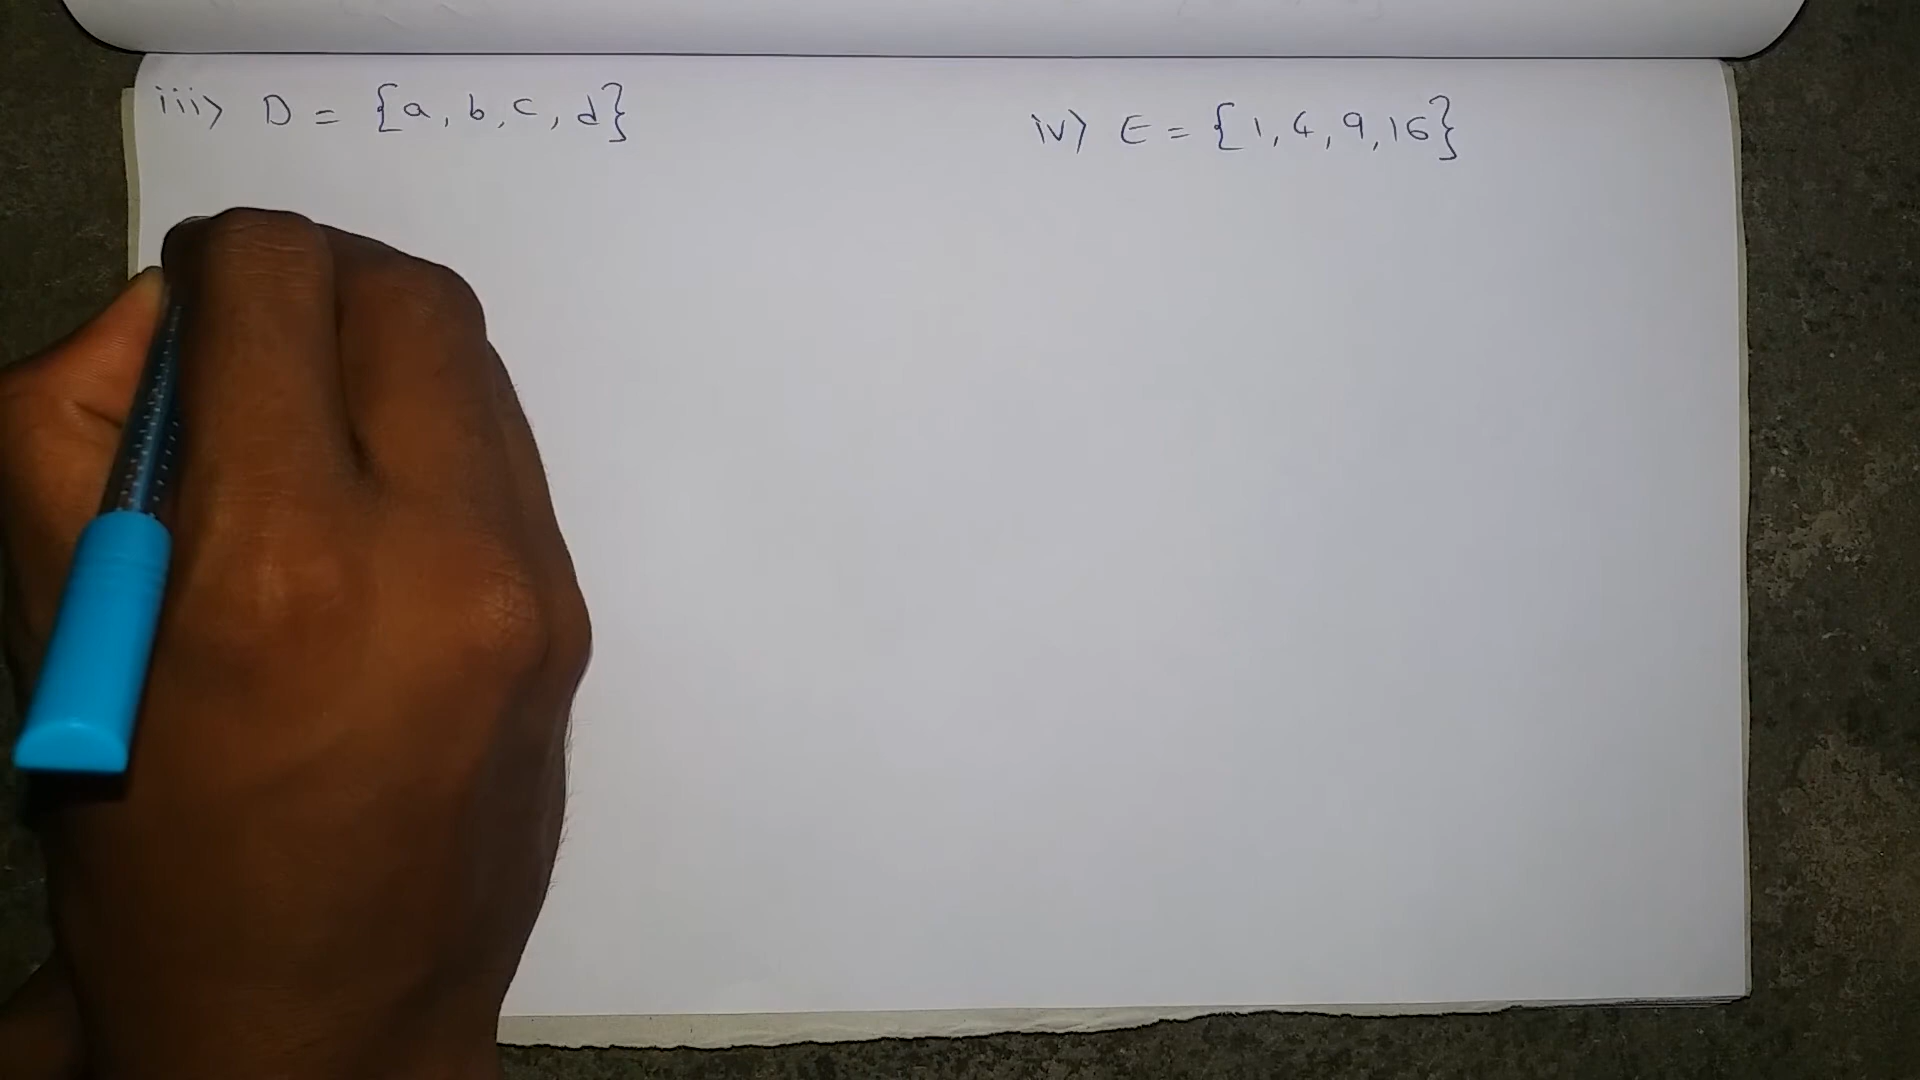 iii) D = {a, b, c, d}
iv) E = {1, 4, 9, 16}